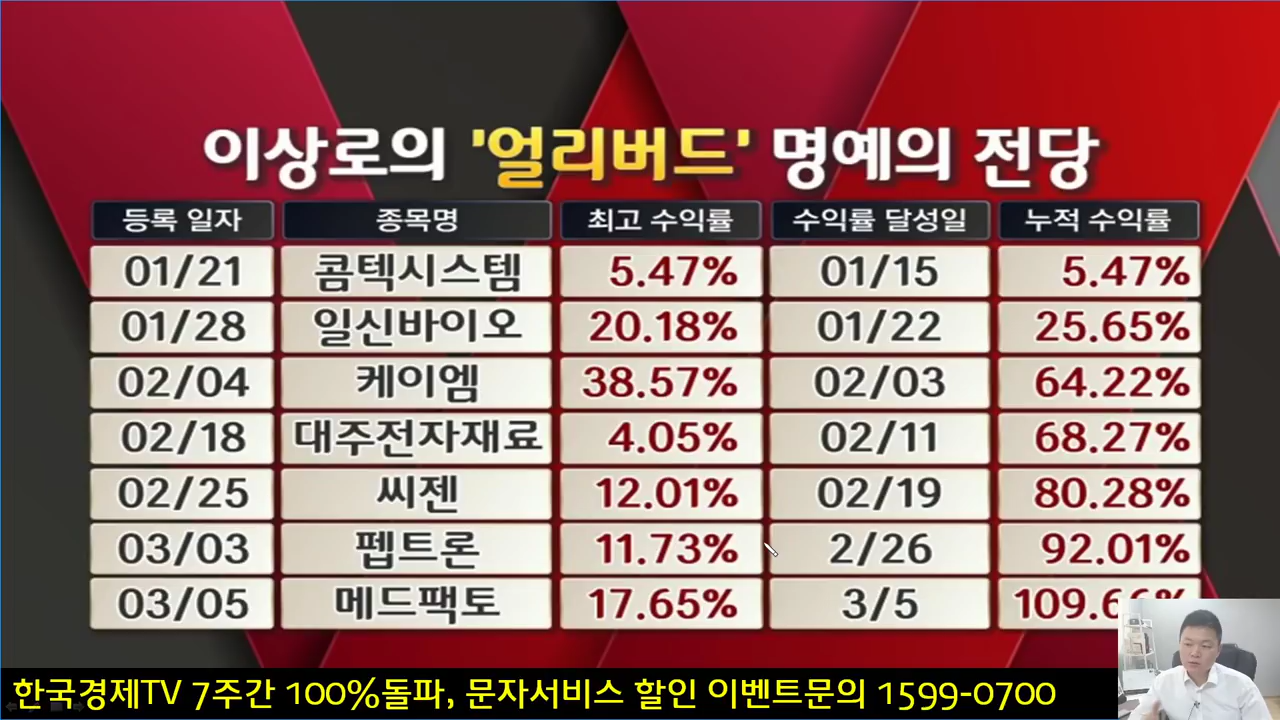 이상로의 '얼리버드' 명예의 전당
등록 일자 종목명 최고 수익률 수익률 달성일 누적 수익률
01/21 콤텍시스템 5.47% 01/15 5.47%
01/28 일신바이오 20.18% 01/22 25.65%
02/04 케이엠 38.57% 02/03 64.22%
02/18 대주전자재료 4.05% 02/11 68.27%
02/25 씨젠 12.01% 02/19 80.28%
03/03 펩트론 11.73% 2/26 92.01%
03/05 메드팩토 17.65% 3/5
한국경제TV 7주간 100%돌파, 문자서비스 할인 이벤트문의 1599-0700